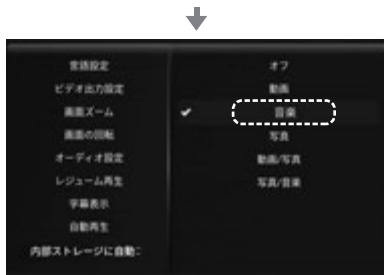 言語設定
ビデオ出力設定
画面ズーム
画面の回転
オーディオ設定
レジューム再生
字幕表示
自動再生
内部ストレージに自動:
オフ
動画
音楽
写真
動画/写真
写真/音楽